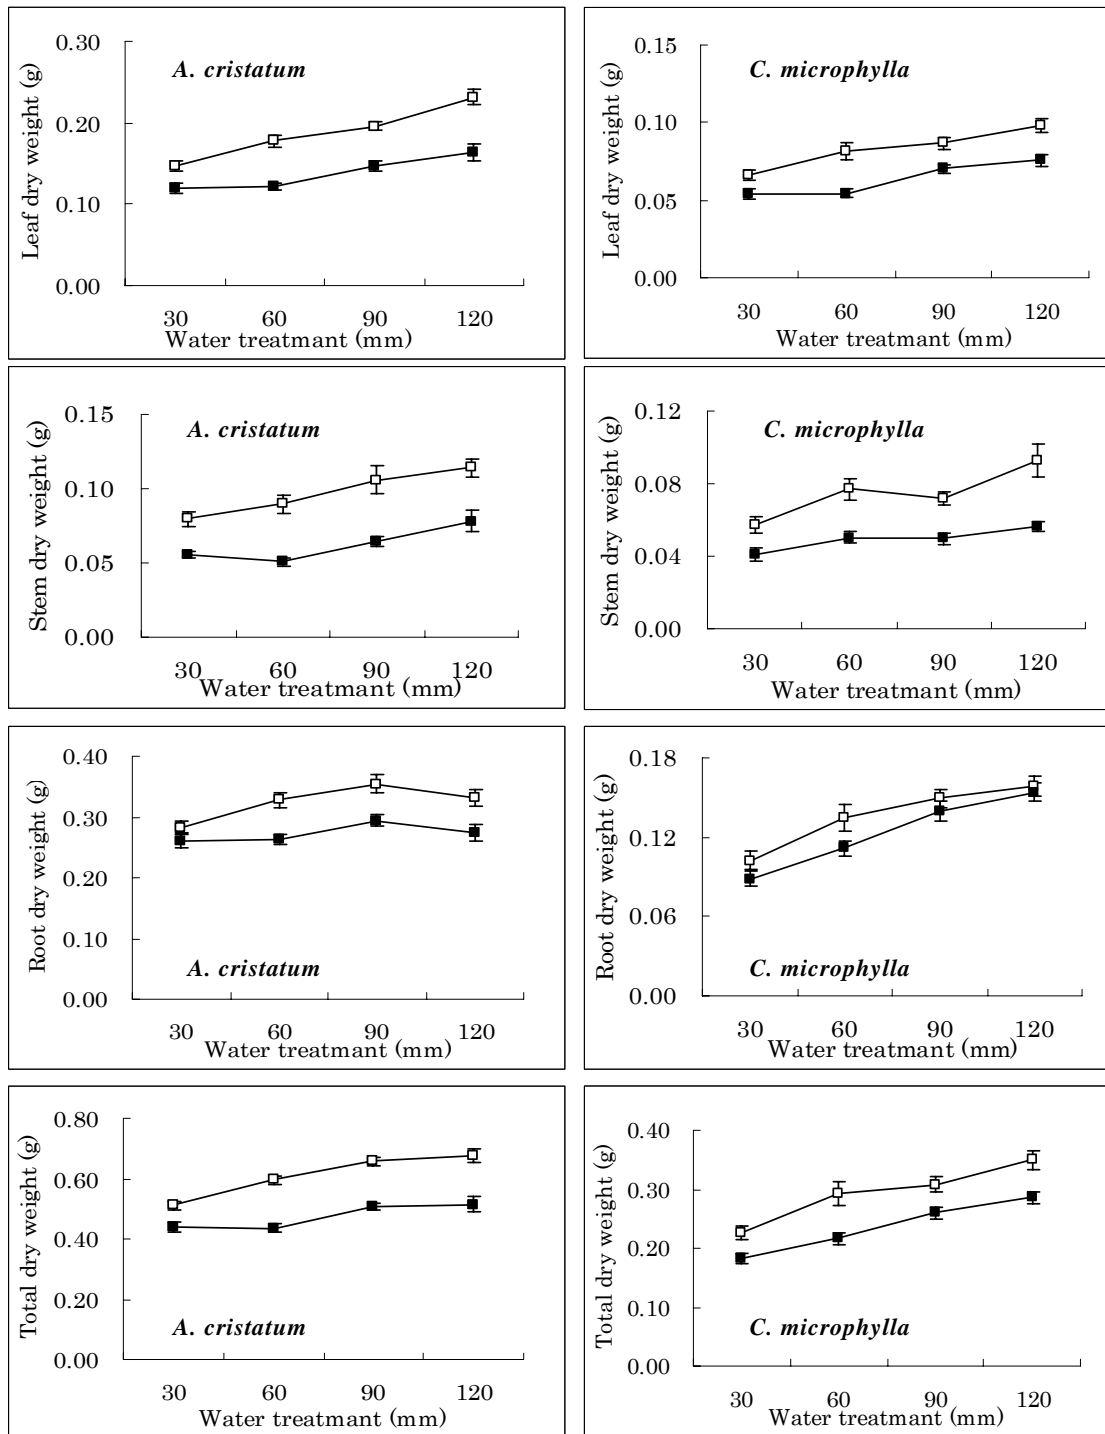 0.30
0.20
0.10
0.00
Leaf dry weight (g)
A. cristatum
30 60 90 120
Water treatmant (mm)
0.15
0.10
0.05
0.00
Leaf dry weight (g)
C. microphylla
30 60 90 120
Water treatmant (mm)
0.15
0.10
0.05
0.00
Stem dry weight (g)
A. cristatum
30 60 90 120
Water treatmant (mm)
0.12
0.08
0.04
0.00
Stem dry weight (g)
C. microphylla
30 60 90 120
Water treatmant (mm)
0.40
0.30
0.20
0.10
0.00
Root dry weight (g)
A. cristatum
30 60 90 120
Water treatmant (mm)
0.18
0.12
0.06
0.00
Root dry weight (g)
C. microphylla
30 60 90 120
Water treatmant (mm)
0.80
0.60
0.40
0.20
0.00
Total dry weight (g)
A. cristatum
30 60 90 120
Water treatmant (mm)
0.40
0.30
0.20
0.10
0.00
Total dry weight (g)
C. microphylla
30 60 90 120
Water treatmant (mm)